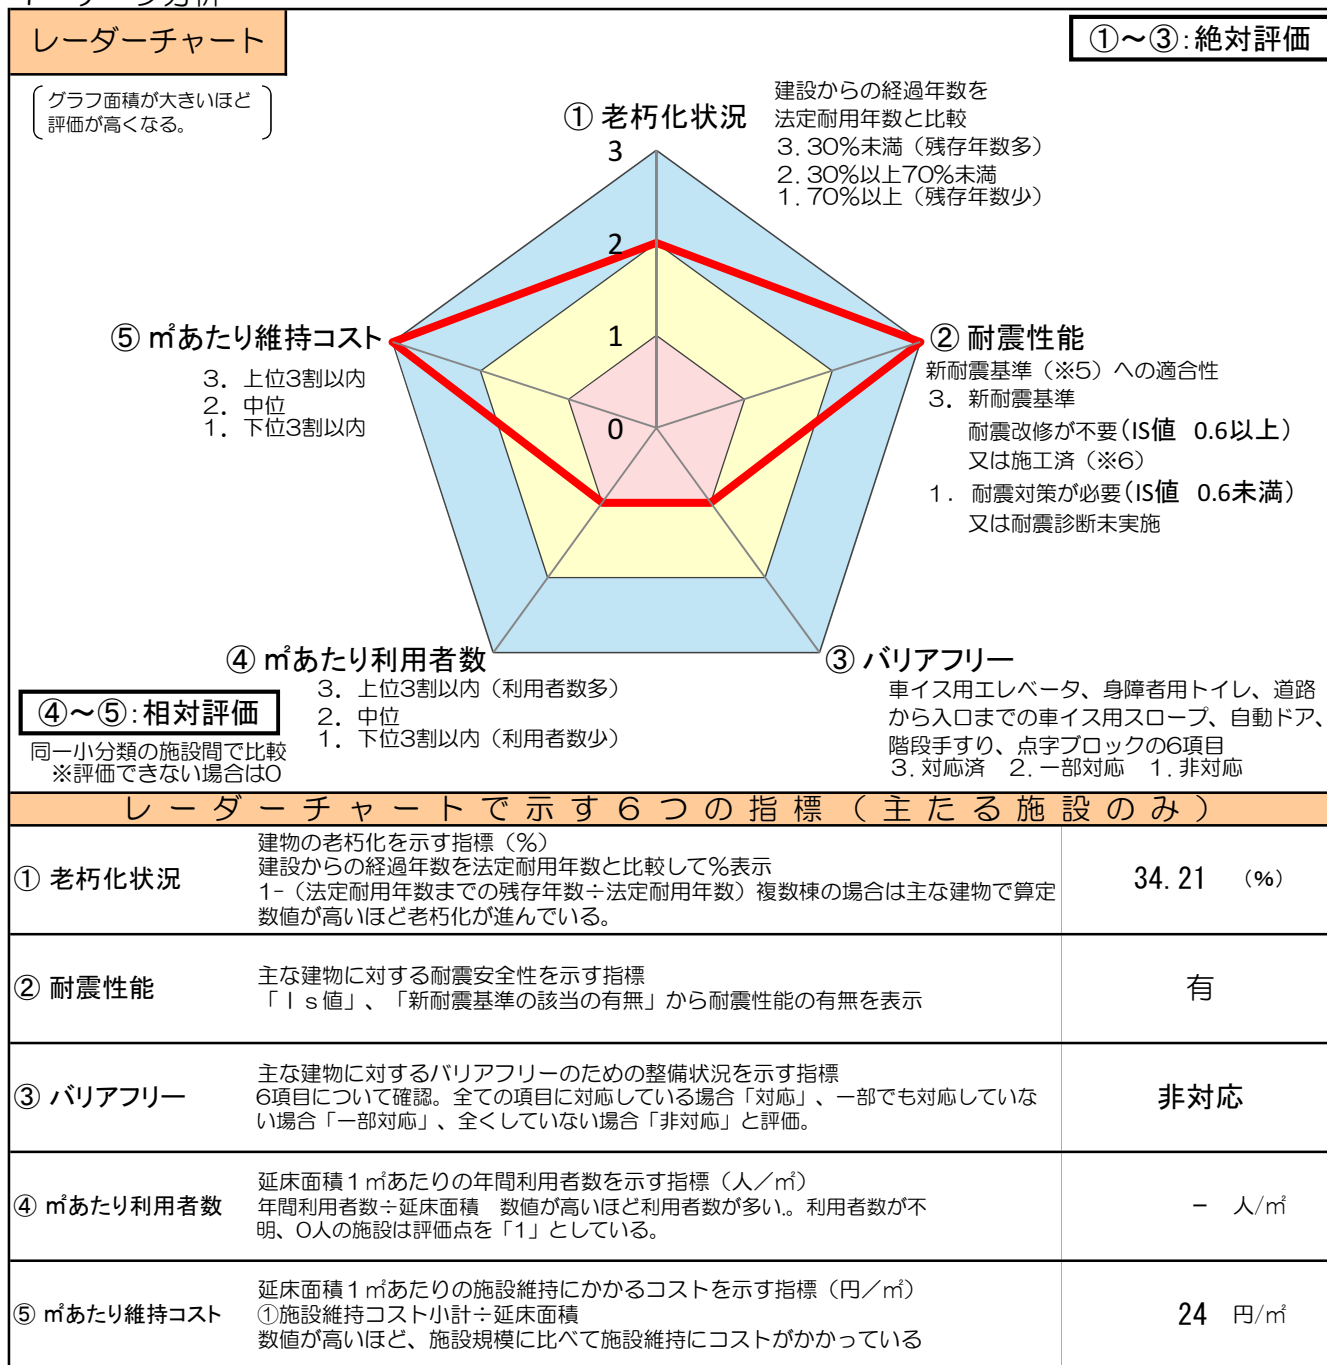 レーダーチャート
①～③:絶対評価
グラフ面積が大きいほど
評価が高くなる。
① 老朽化状況
建設からの経過年数を
法定耐用年数と比較
3. 30%未満（残存年数多）
2. 30%以上70%未満
1. 70%以上（残存年数少）
3
2
1
0
⑤ ㎡あたり維持コスト
3. 上位3割以内
2. 中位
1. 下位3割以内
② 耐震性能
新耐震基準（※5）への適合性
3. 新耐震基準
耐震改修が不要(IS値 0.6以上)
又は施工済（※6）
1. 耐震対策が必要(IS値 0.6未満)
又は耐震診断未実施
④ ㎡あたり利用者数
3. 上位3割以内（利用者数多）
2. 中位
1. 下位3割以内（利用者数少）
③ バリアフリー
車イス用エレベータ、身障者用トイレ、道路
から入口までの車イス用スロープ、自動ドア、
階段手すり、点字ブロックの6項目
3. 対応済 2. 一部対応 1. 非対応
④～⑤:相対評価
同一小分類の施設間で比較
※評価できない場合は0
レーダーチャートで示す6つの指標（主たる施設のみ）
① 老朽化状況
建物の老朽化を示す指標（%）
建設からの経過年数を法定耐用年数と比較して%表示
1-（法定耐用年数までの残存年数÷法定耐用年数）複数棟の場合は主な建物で算定
数値が高いほど老朽化が進んでいる。
34.21 （%）
② 耐震性能
主な建物に対する耐震安全性を示す指標
「Ｉｓ値」、「新耐震基準の該当の有無」から耐震性能の有無を表示
有
③ バリアフリー
主な建物に対するバリアフリーのための整備状況を示す指標
6項目について確認。全ての項目に対応している場合「対応」、一部でも対応していな
い場合「一部対応」、全くしていない場合「非対応」と評価。
非対応
④ ㎡あたり利用者数
延床面積１㎡あたりの年間利用者数を示す指標（人／㎡）
年間利用者数÷延床面積 数値が高いほど利用者数が多い。。利用者数が不
明、0人の施設は評価点を「1」としている。
－ 人/㎡
⑤ ㎡あたり維持コスト
延床面積１㎡あたりの施設維持にかかるコストを示す指標（円／㎡）
①施設維持コスト小計÷延床面積
数値が高いほど、施設規模に比べて施設維持にコストがかかっている
24 円/㎡